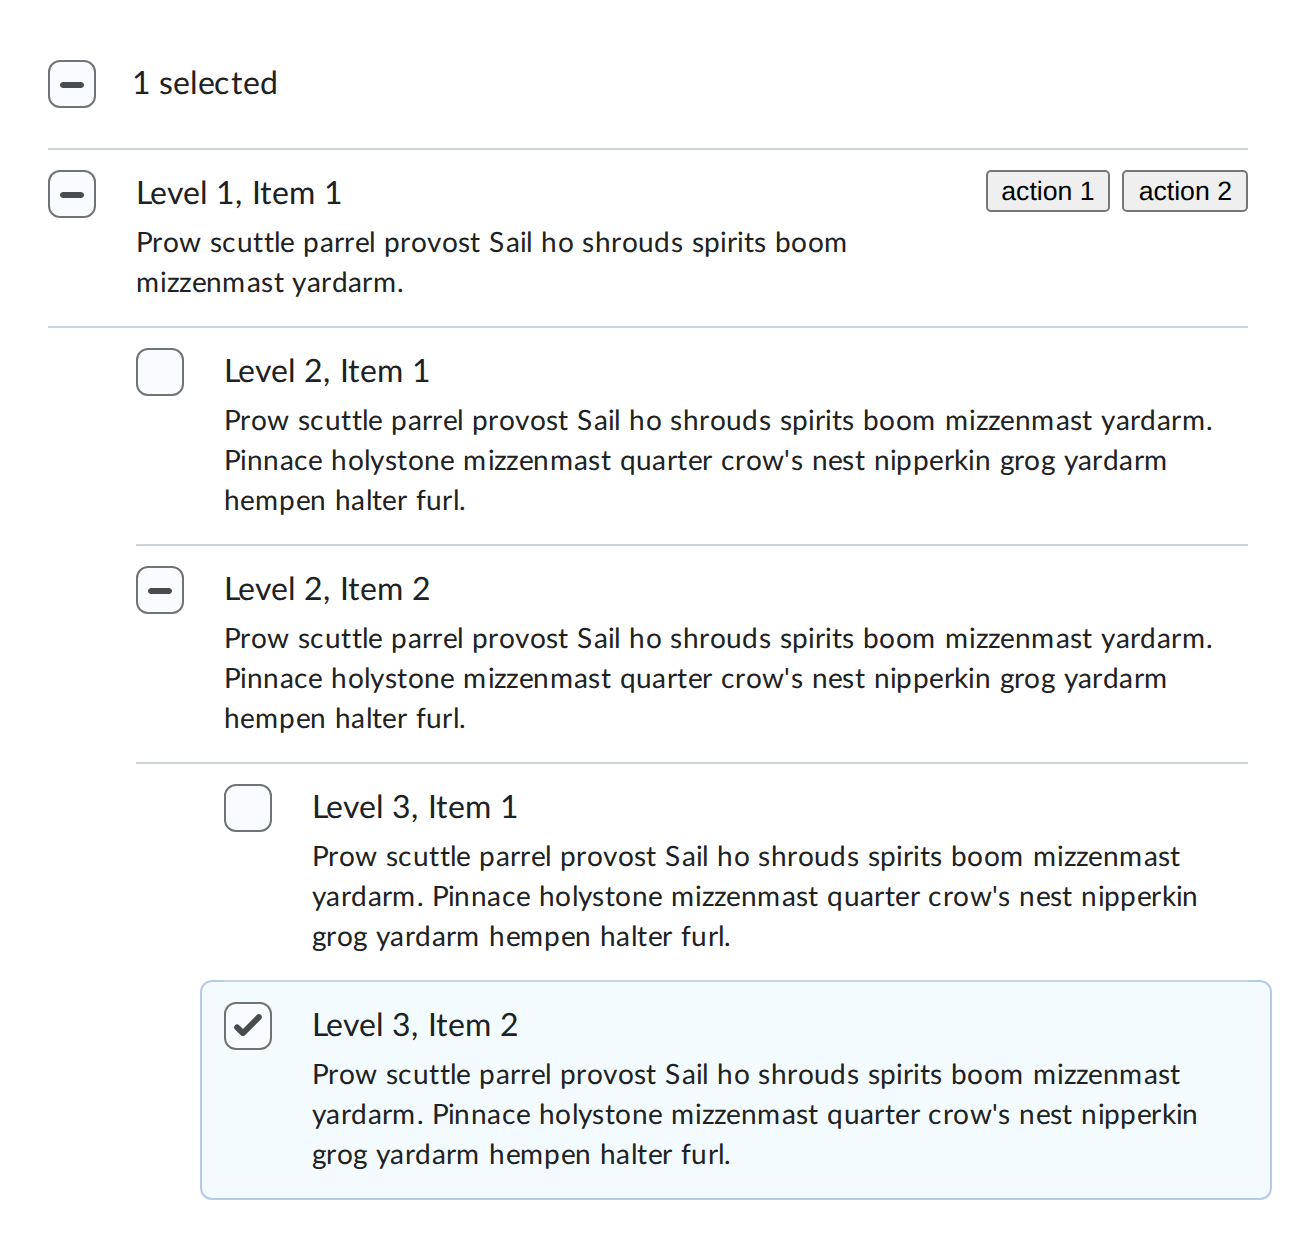 1 selected
Level 1, Item 1
action 1
action 2
Prow scuttle parrel provost Sail ho shrouds spirits boom
mizzenmast yardarm.
Level 2, Item 1
Prow scuttle parrel provost Sail ho shrouds spirits boom mizzenmast yardarm.
Pinnace holystone mizzenmast quarter crow's nest nipperkin grog yardarm
hempen halter furl.
Level 2, Item 2
Prow scuttle parrel provost Sail ho shrouds spirits boom mizzenmast yardarm.
Pinnace holystone mizzenmast quarter crow's nest nipperkin grog yardarm
hempen halter furl.
Level 3, Item 1
Prow scuttle parrel provost Sail ho shrouds spirits boom mizzenmast
yardarm. Pinnace holystone mizzenmast quarter crow's nest nipperkin
grog yardarm hempen halter furl.
Level 3, Item 2
Prow scuttle parrel provost Sail ho shrouds spirits boom mizzenmast
yardarm. Pinnace holystone mizzenmast quarter crow's nest nipperkin
grog yardarm hempen halter furl.